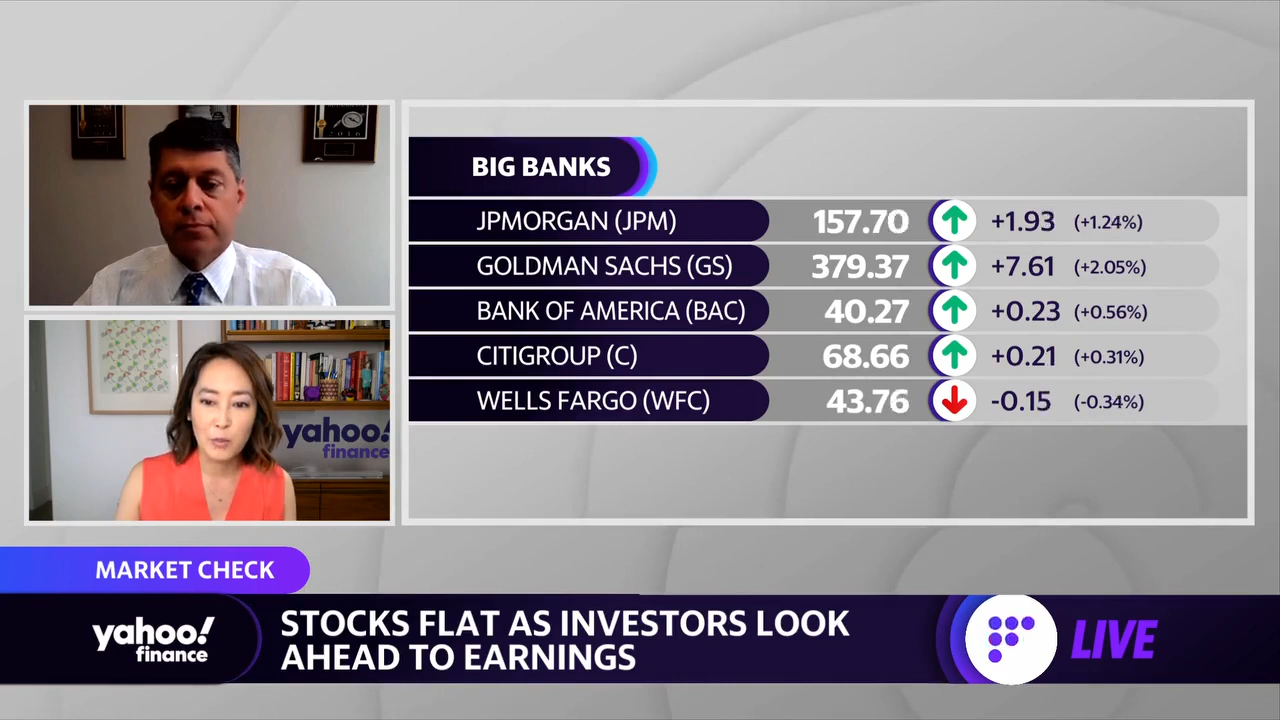 BIG BANKS
JPMORGAN (JPM) 157.70 +1.93 (+1.24%)
GOLDMAN SACHS (GS) 379.37 +7.61 (+2.05%)
BANK OF AMERICA (BAC) 40.27 +0.23 (+0.56%)
CITIGROUP (C) 68.66 +0.21 (+0.31%)
WELLS FARGO (WFC) 43.76 -0.15 (-0.34%)
yahoo!
finance
MARKET CHECK
yahoo!
finance
STOCKS FLAT AS INVESTORS LOOK
AHEAD TO EARNINGS
LIVE